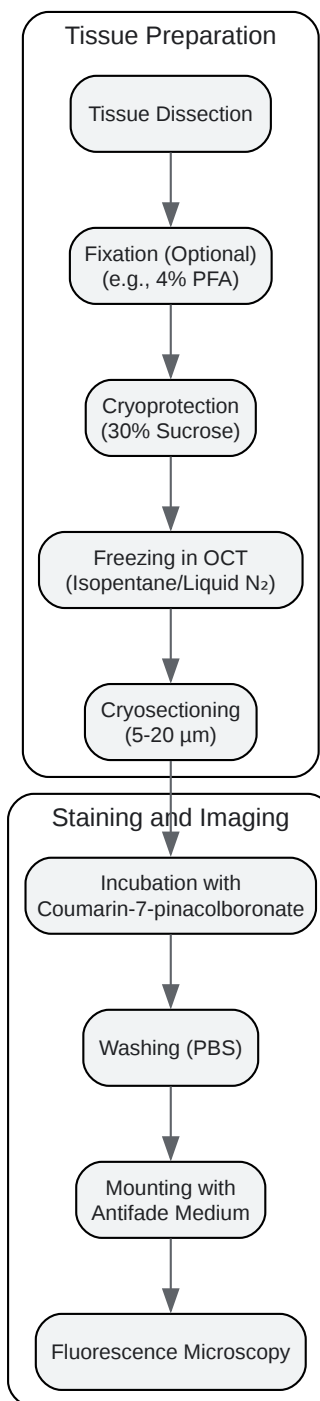 Tissue Preparation
Tissue Dissection
Fixation (Optional)
(e.g., 4% PFA)
Cryoprotection
(30% Sucrose)
Freezing in OCT
(Isopentane/Liquid N₂)
Cryosectioning
(5-20 µm)
Staining and Imaging
Incubation with
Coumarin-7-pinacolboronate
Washing (PBS)
Mounting with
Antifade Medium
Fluorescence Microscopy